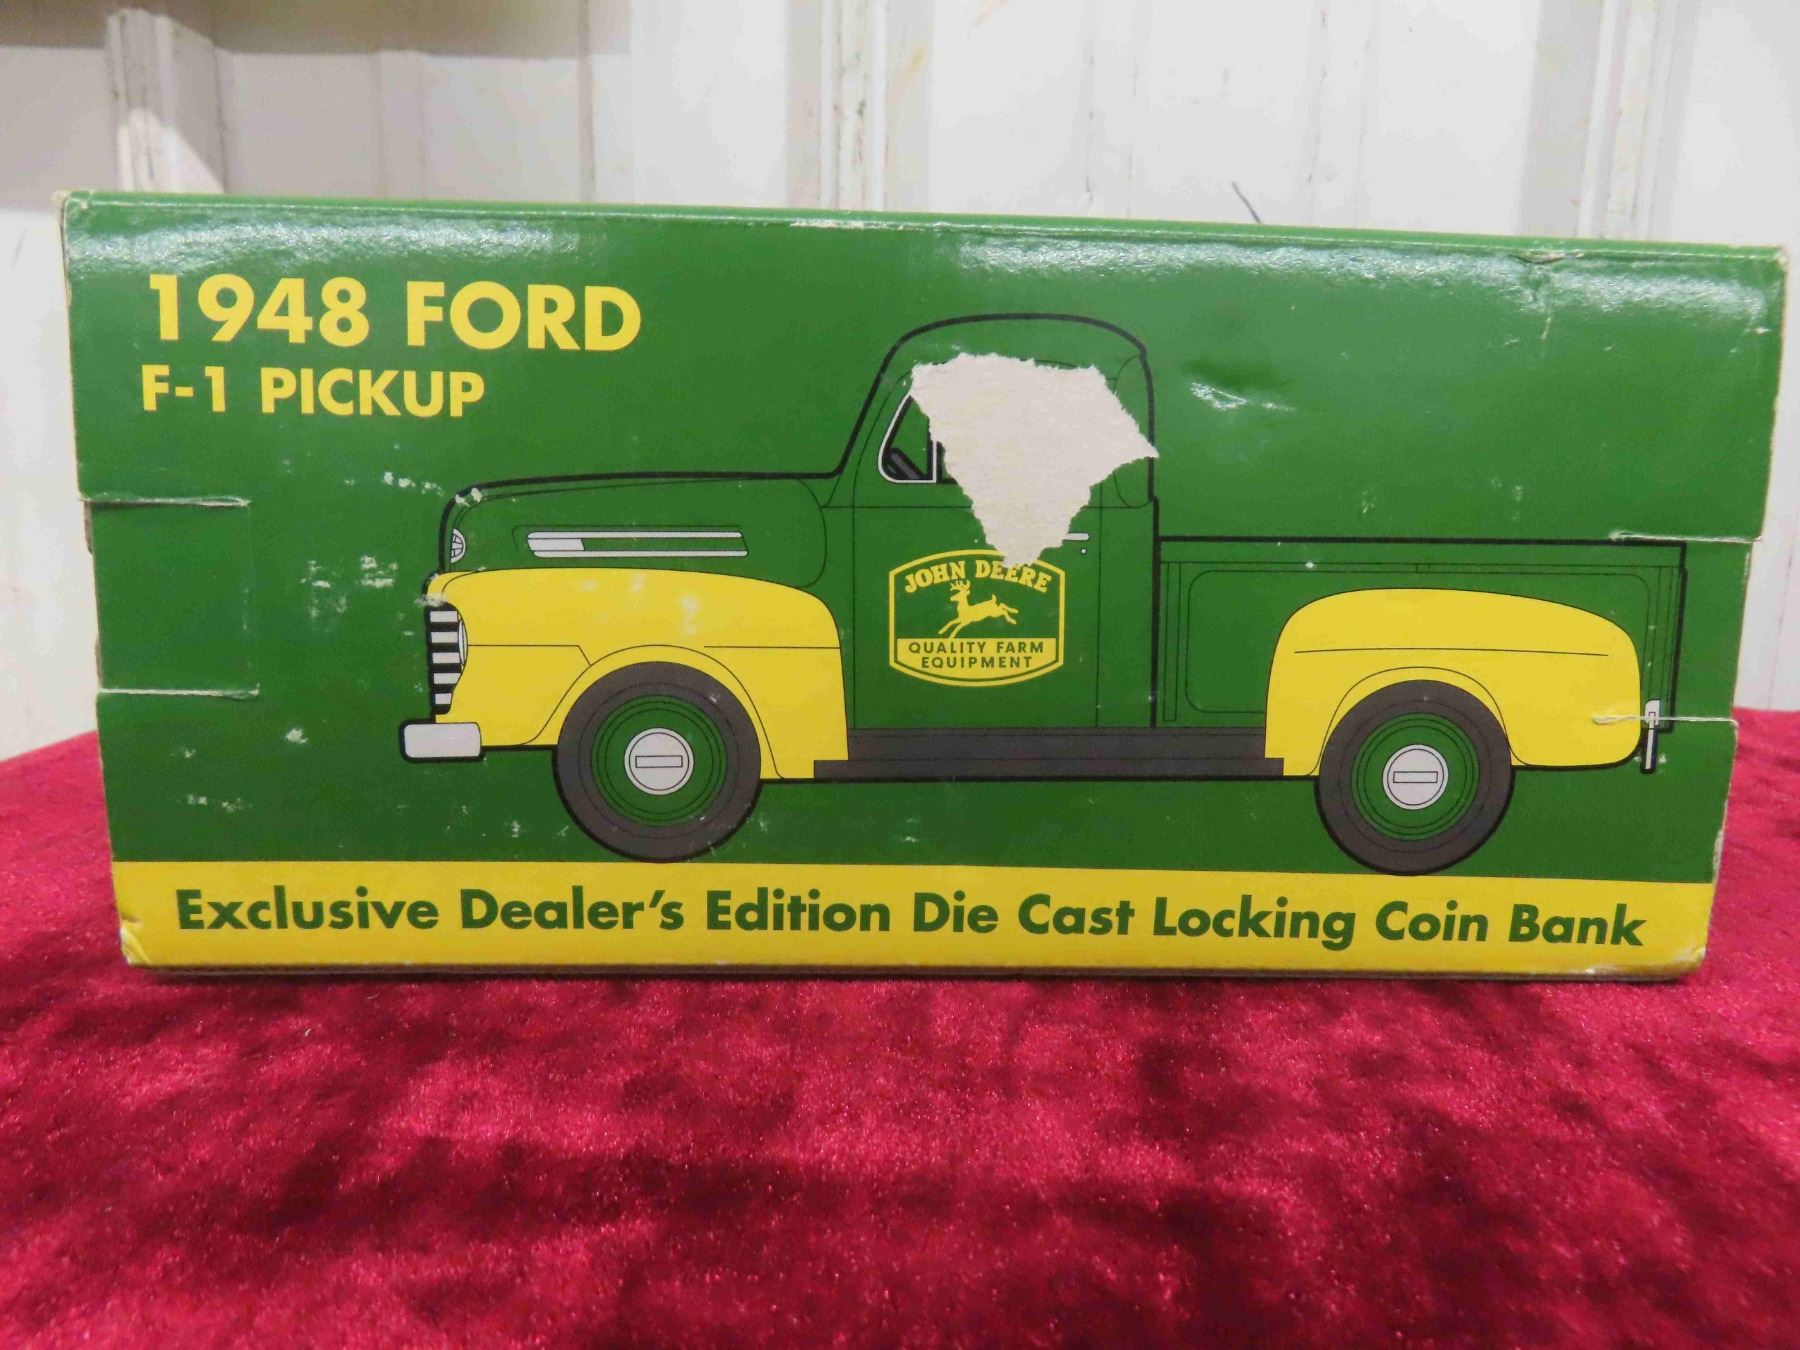 1948 FORD
F-1 PICKUP
JOHN DEERE
QUALITY FARM
EQUIPMENT
Exclusive Dealer's Edition Die Cast Locking Coin Bank